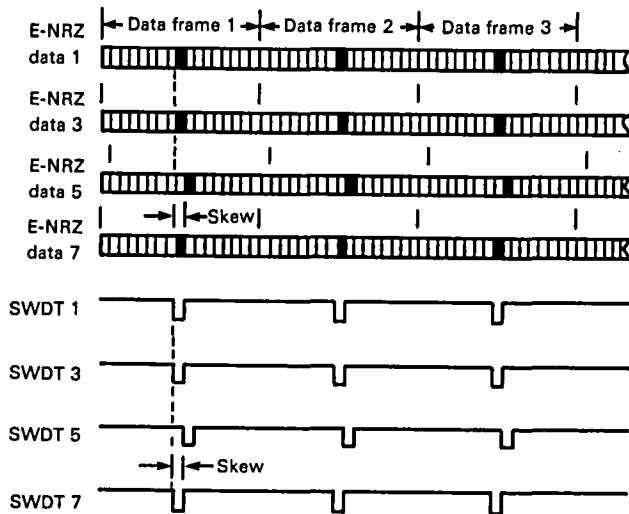 E-NRZ
data 1
Data frame 1
Data frame 2
Data frame 3
E-NRZ
data 3
E-NRZ
data 5
Skew
E-NRZ
data 7
SWDT 1
SWDT 3
SWDT 5
Skew
SWDT 7